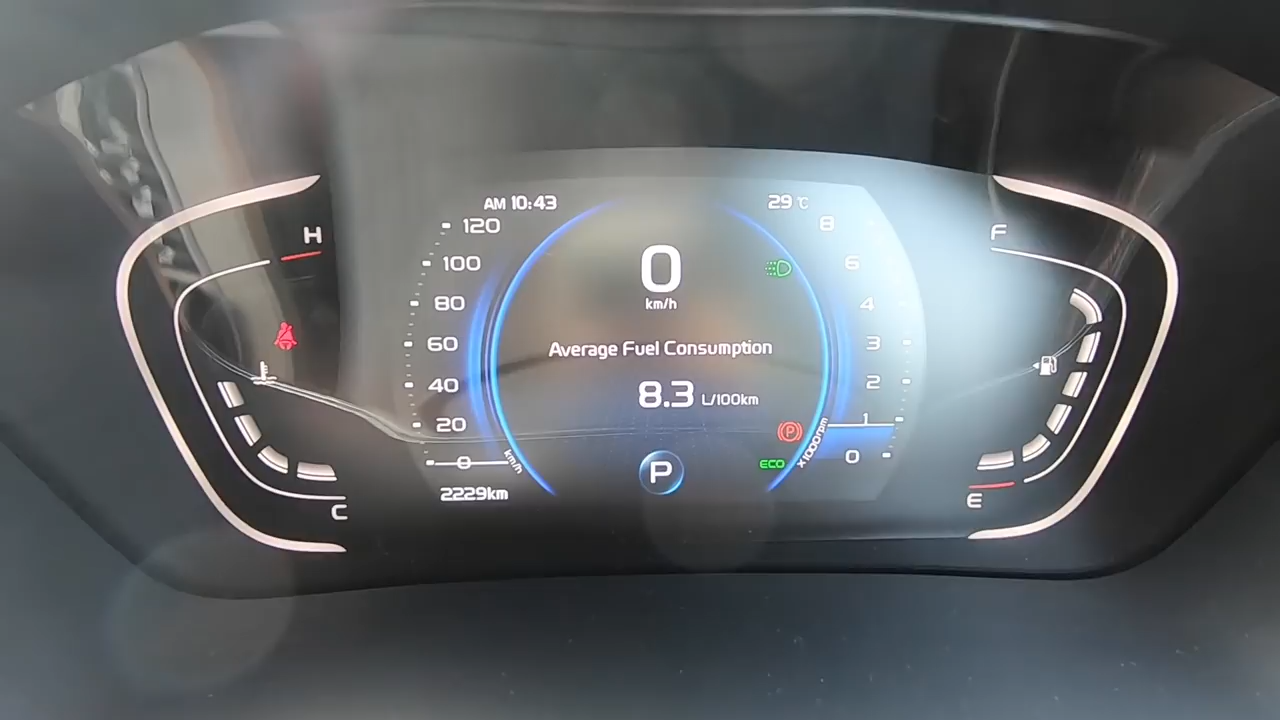 AM 10:43
29 ℃
H
120
100
80
60
40
20
0
km/h
2229km
C
0
km/h
Average Fuel Consumption
8.3 L/100km
P
ECO
P
8
6
4
3
2
1
0
x1000rpm
F
E